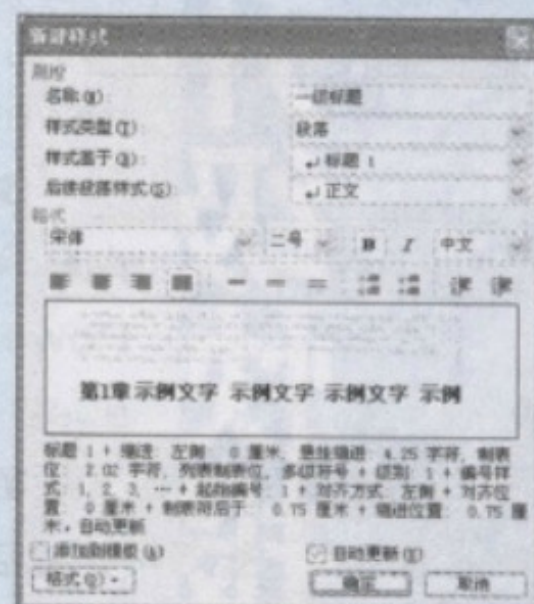 新建样式
属性
名称(N): 一级标题
样式类型(T): 段落
样式基于(B): 标题 1
后续段落样式(S): 正文
格式
宋体 二号 B I 中文
第1章 示例文字 示例文字 示例文字 示例
标题 1 + 缩进: 左侧: 0 厘米, 悬挂缩进: 4.25 字符, 制表
位: 2.02 字符, 列表制表位, 多级符号 + 级别: 1 + 编号样
式: 1, 2, 3, … + 起始编号: 1 + 对齐方式: 左侧 + 对齐位
置: 0 厘米 + 制表符后于: 0.75 厘米 + 缩进位置: 0.75 厘
米, 自动更新
添加到模板(A) 自动更新(U)
格式(O) 确定 取消